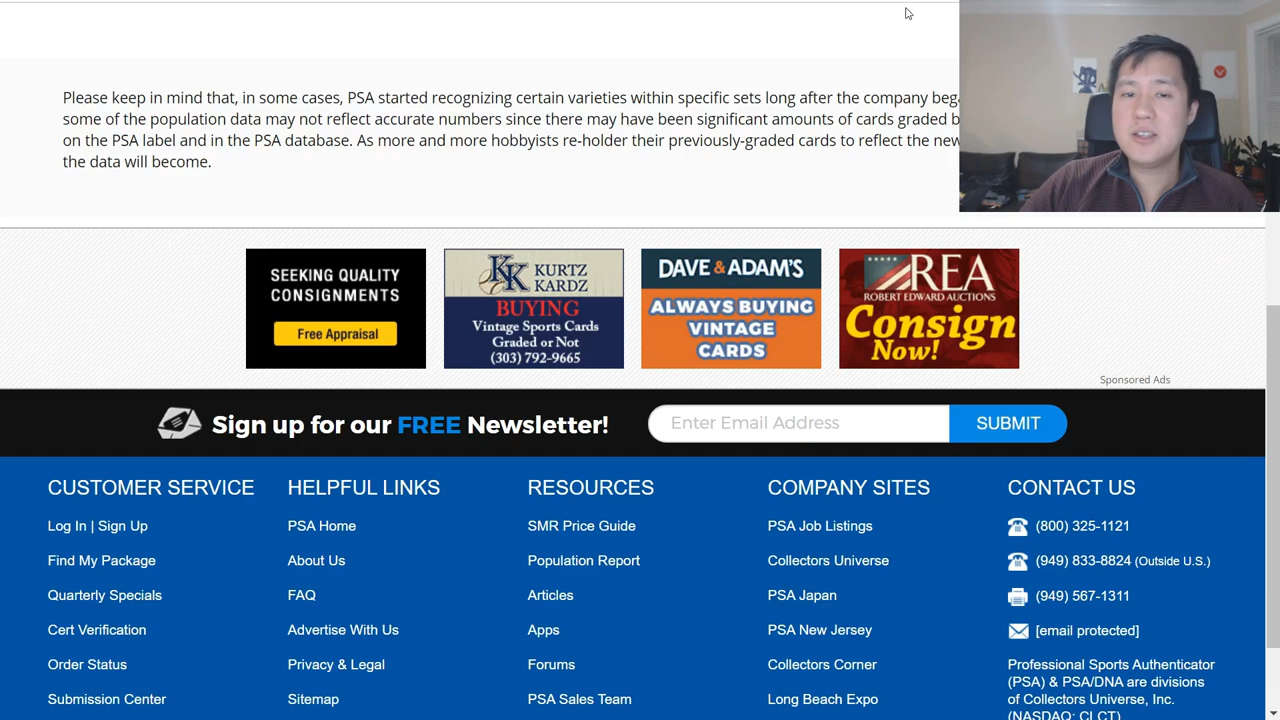 Please keep in mind that, in some cases, PSA started recognizing certain varieties within specific sets long after the company
some of the population data may not reflect accurate numbers since there may have been significant amounts of cards graded
on the PSA label and in the PSA database. As more and more hobbyists re-holder their previously-graded cards to reflect the
the data will become.
SEEKING QUALITY
CONSIGNMENTS
Free Appraisal
KK KURTZ
KARDZ
BUYING
Vintage Sports Cards
Graded or Not
(303) 792-9665
DAVE & ADAM'S
ALWAYS BUYING
VINTAGE
CARDS
REA
ROBERT EDWARD AUCTIONS
Consign
Now!
Sponsored Ads
Sign up for our FREE Newsletter!
Enter Email Address
SUBMIT
CUSTOMER SERVICE
Log In | Sign Up
Find My Package
Quarterly Specials
Cert Verification
Order Status
Submission Center
HELPFUL LINKS
PSA Home
About Us
FAQ
Advertise With Us
Privacy & Legal
Sitemap
RESOURCES
SMR Price Guide
Population Report
Articles
Apps
Forums
PSA Sales Team
COMPANY SITES
PSA Job Listings
Collectors Universe
PSA Japan
PSA New Jersey
Collectors Corner
Long Beach Expo
CONTACT US
(800) 325-1121
(949) 833-8824 (Outside U.S.)
(949) 567-1311
[email protected]
Professional Sports Authenticator
(PSA) & PSA/DNA are divisions
of Collectors Universe, Inc.
(NASDAQ: CLCT)